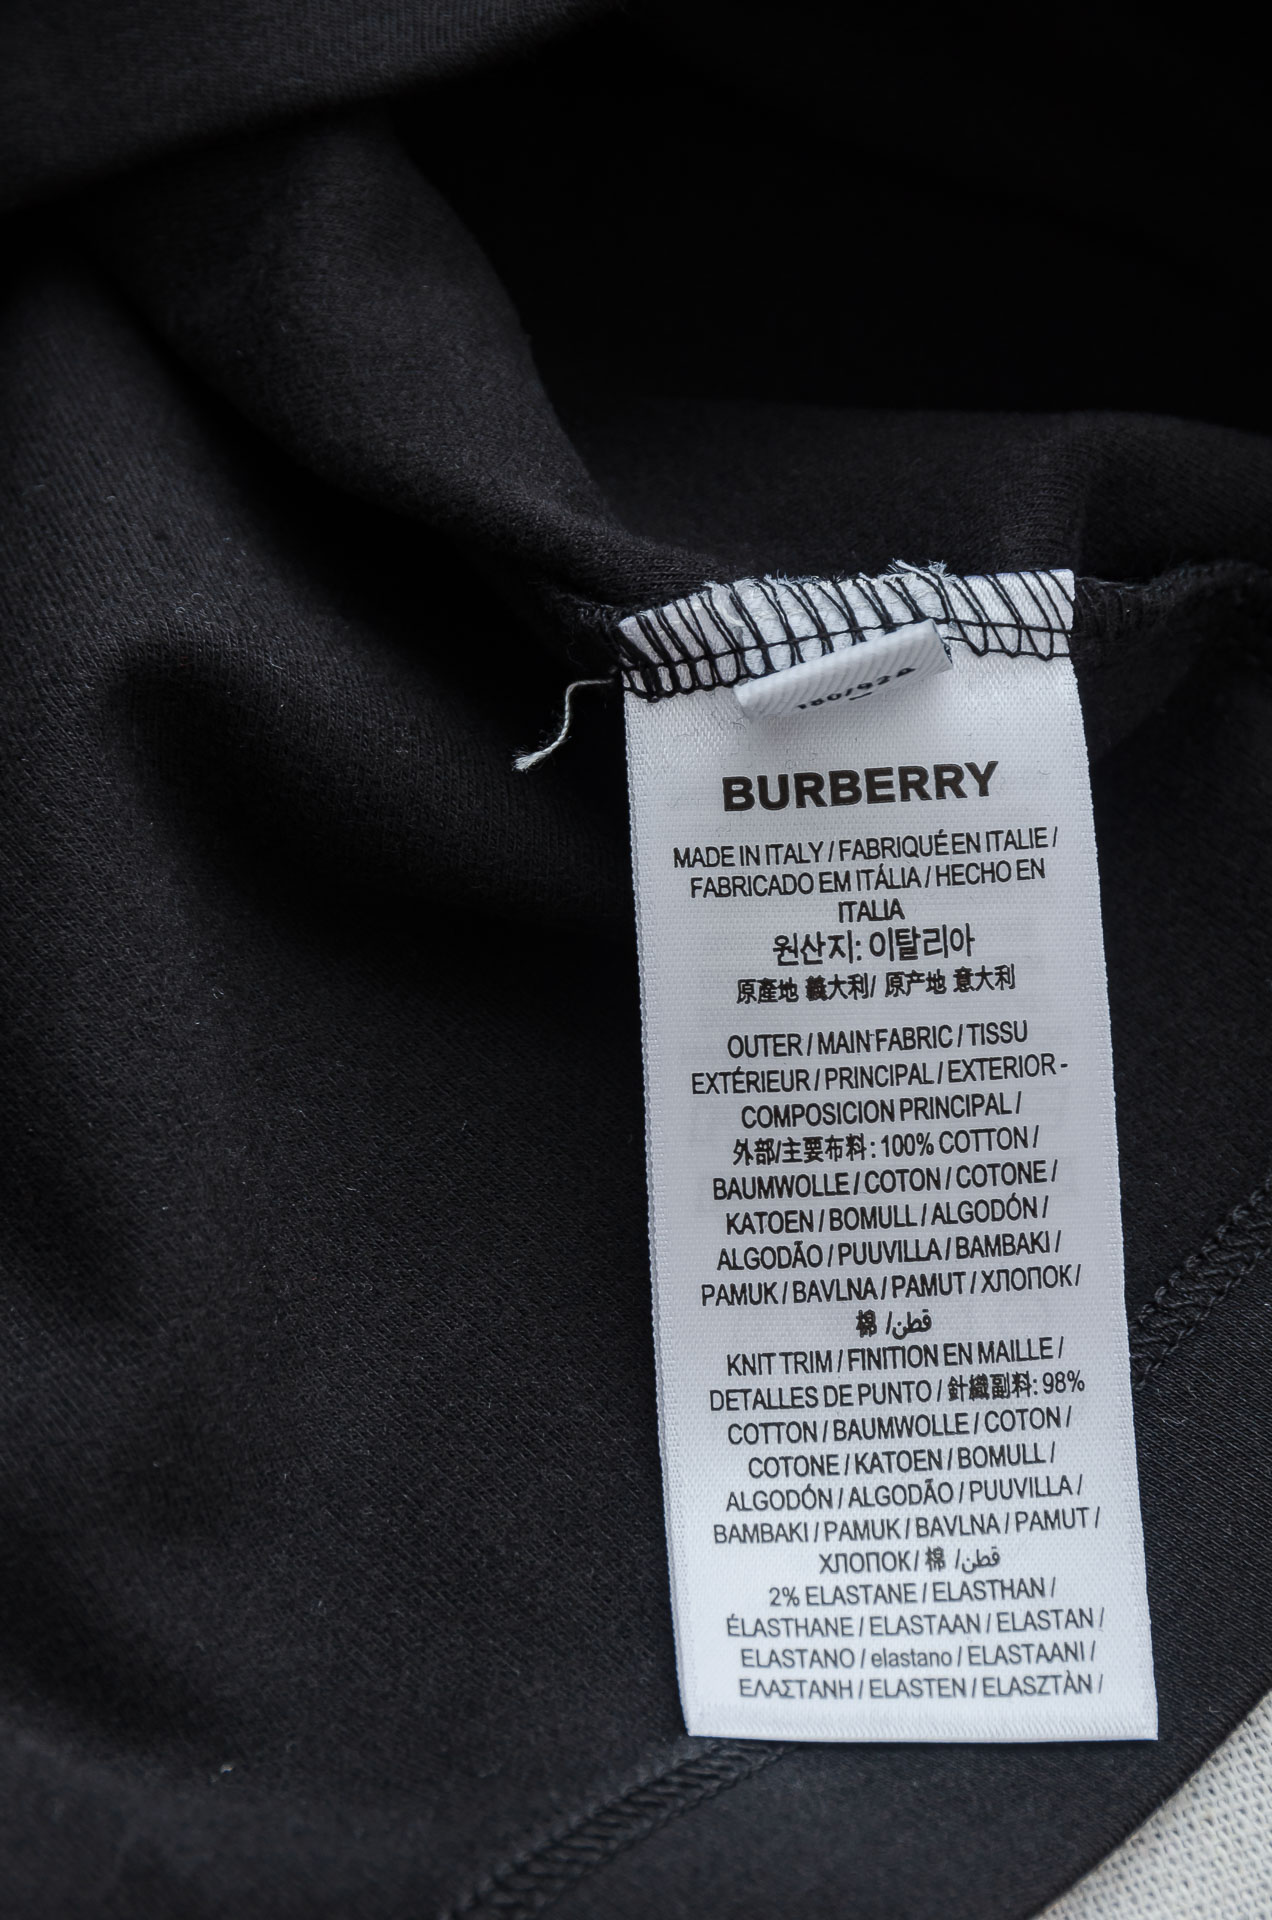 180/92A
BURBERRY
MADE IN ITALY / FABRIQUÉ EN ITALIE /
FABRICADO EM ITÁLIA / HECHO EN
ITALIA
원산지: 이탈리아
原產地 義大利/ 原产地 意大利
OUTER / MAIN FABRIC / TISSU
EXTÉRIEUR / PRINCIPAL / EXTERIOR -
COMPOSICION PRINCIPAL /
外部/主要布料: 100% COTTON /
BAUMWOLLE / COTON / COTONE /
KATOEN / BOMULL / ALGODÓN /
ALGODÃO / PUUVILLA / BAMBAKI /
PAMUK / BAVLNA / PAMUT / ХЛОПОК /
棉 /قطن/
KNIT TRIM / FINITION EN MAILLE /
DETALLES DE PUNTO / 針織副料: 98%
COTTON / BAUMWOLLE / COTON /
COTONE / KATOEN / BOMULL /
ALGODÓN / ALGODÃO / PUUVILLA /
BAMBAKI / PAMUK / BAVLNA / PAMUT /
ХЛОПОК / 棉 /قطن/
2% ELASTANE / ELASTHAN /
ÉLASTHANE / ELASTAAN / ELASTAN /
ELASTANO / elastano / ELASTAANI /
ΕΛΑΣΤΑΝΗ / ELASTEN / ELASZTÀN /